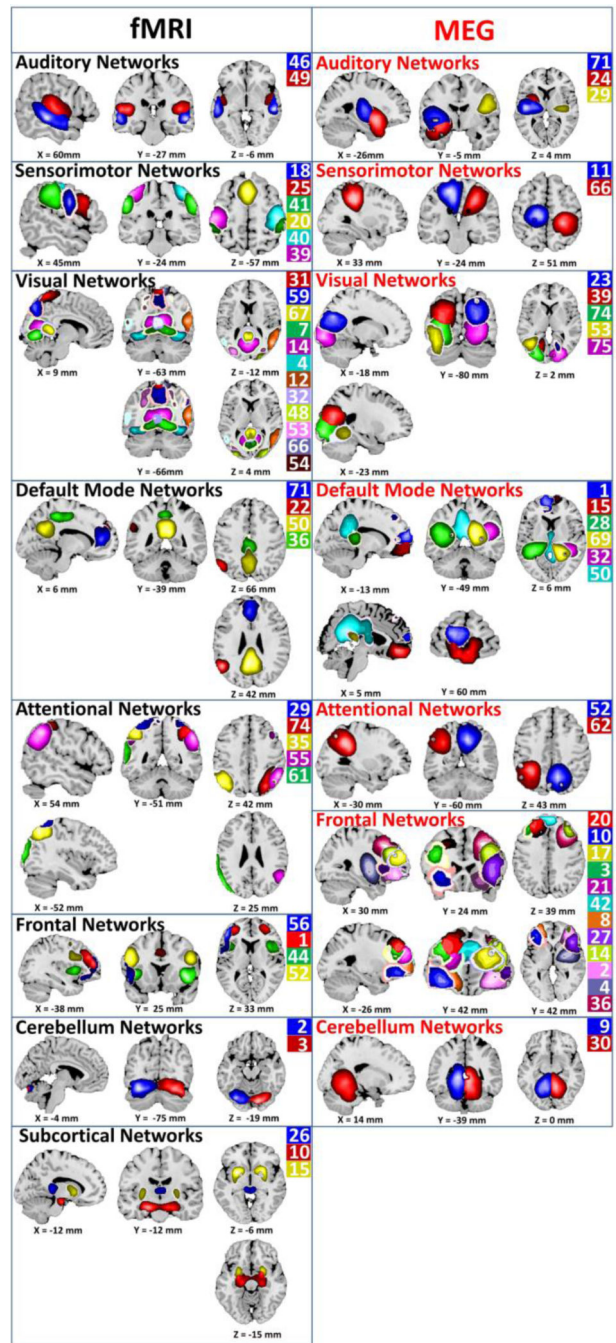 fMRI
MEG
Auditory Networks
46
49
X = 60mm
Y = -27 mm
Z = -6 mm
Auditory Networks
71
24
29
X = -26mm
Y = -5 mm
Z = 4 mm
Sensorimotor Networks
18
25
41
20
40
39
X = 45mm
Y = -24 mm
Z = -57 mm
Sensorimotor Networks
11
66
X = 33 mm
Y = -24 mm
Z = 51 mm
Visual Networks
31
59
67
7
14
4
12
32
48
53
66
54
X = 9 mm
Y = -63 mm
Z = -12 mm
Y = -66mm
Z = 4 mm
Visual Networks
23
39
74
53
75
X = -18 mm
Y = -80 mm
Z = 2 mm
X = -23 mm
Default Mode Networks
71
22
50
36
X = 6 mm
Y = -39 mm
Z = 66 mm
Z = 42 mm
Default Mode Networks
1
15
28
69
32
50
X = -13 mm
Y = -49 mm
Z = 6 mm
X = 5 mm
Y = 60 mm
Attentional Networks
29
74
35
55
61
X = 54 mm
Y = -51 mm
Z = 42 mm
X = -52 mm
Z = 25 mm
Attentional Networks
52
62
X = -30 mm
Y = -60 mm
Z = 43 mm
Frontal Networks
20
10
17
3
21
42
8
27
14
2
4
36
X = 30 mm
Y = 24 mm
Z = 39 mm
X = -26 mm
Y = 42 mm
Y = 42 mm
Frontal Networks
56
1
44
52
X = -38 mm
Y = 25 mm
Z = 33 mm
Cerebellum Networks
2
3
X = -4 mm
Y = -75 mm
Z = -19 mm
Cerebellum Networks
9
30
X = 14 mm
Y = -39 mm
Z = 0 mm
Subcortical Networks
26
10
15
X = -12 mm
Y = -12 mm
Z = -6 mm
Z = -15 mm